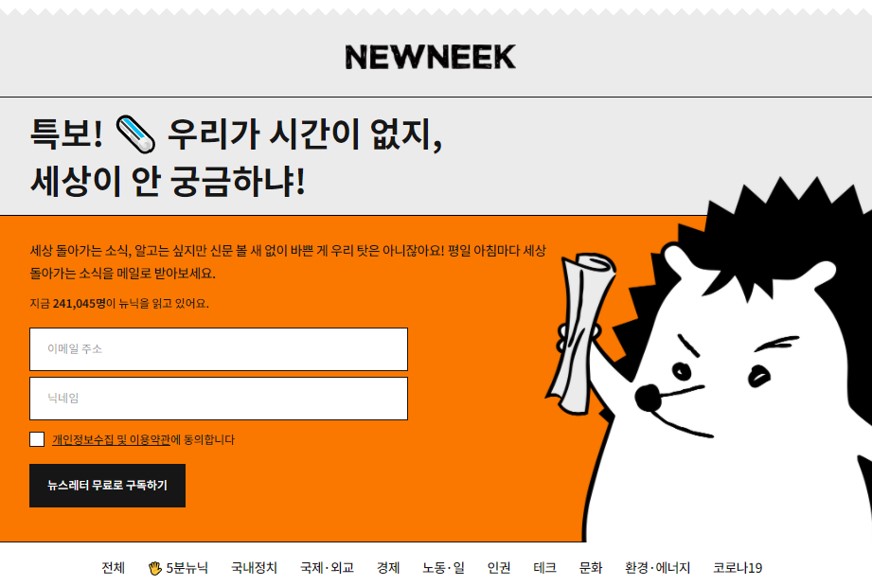 NEWNEEK
특보! 우리가 시간이 없지,
세상이 안 궁금하냐!
세상 돌아가는 소식, 알고는 싶지만 신문 볼 새 없이 바쁜 게 우리 탓은 아니잖아요! 평일 아침마다 세상
돌아가는 소식을 메일로 받아보세요.
지금 241,045명이 뉴닉을 읽고 있어요.
이메일 주소
닉네임
개인정보수집 및 이용약관에 동의합니다
뉴스레터 무료로 구독하기
전체 🖐 5분뉴닉 국내정치 국제·외교 경제 노동·일 인권 테크 문화 환경·에너지 코로나19